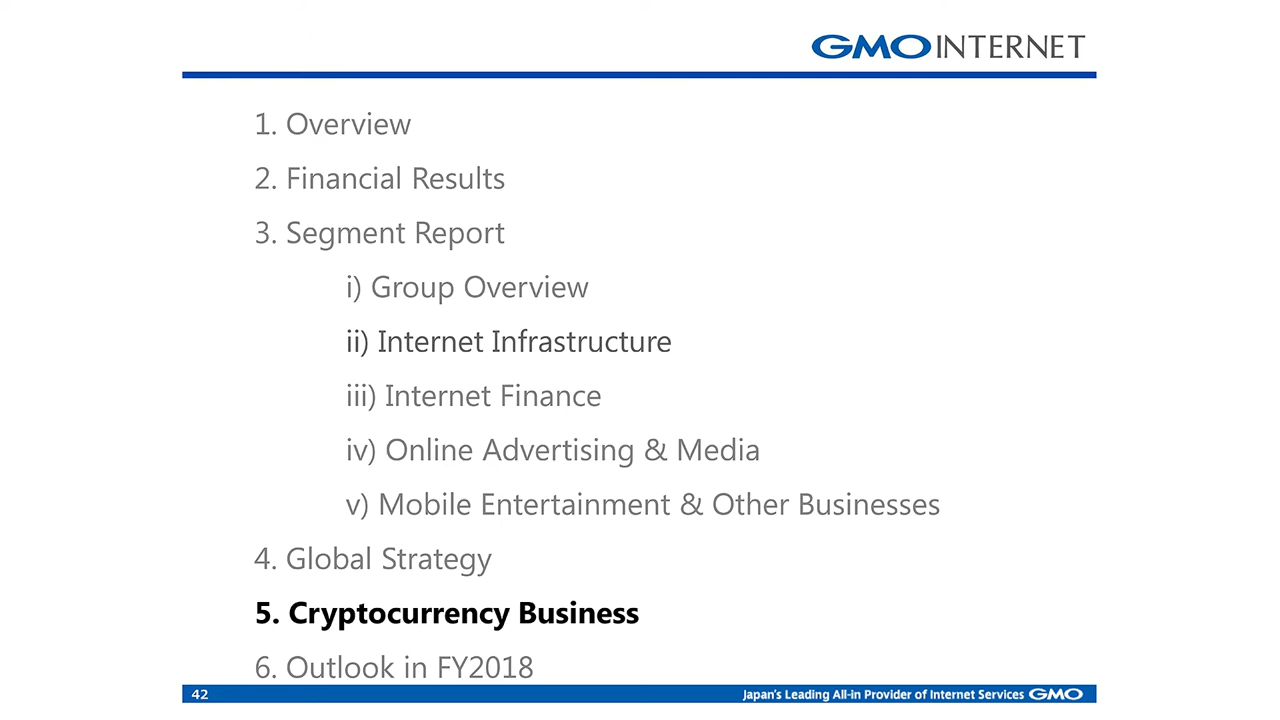 GMO INTERNET
1. Overview
2. Financial Results
3. Segment Report
i) Group Overview
ii) Internet Infrastructure
iii) Internet Finance
iv) Online Advertising & Media
v) Mobile Entertainment & Other Businesses
4. Global Strategy
5. Cryptocurrency Business
6. Outlook in FY2018
42 Japan's Leading All-in Provider of Internet Services GMO